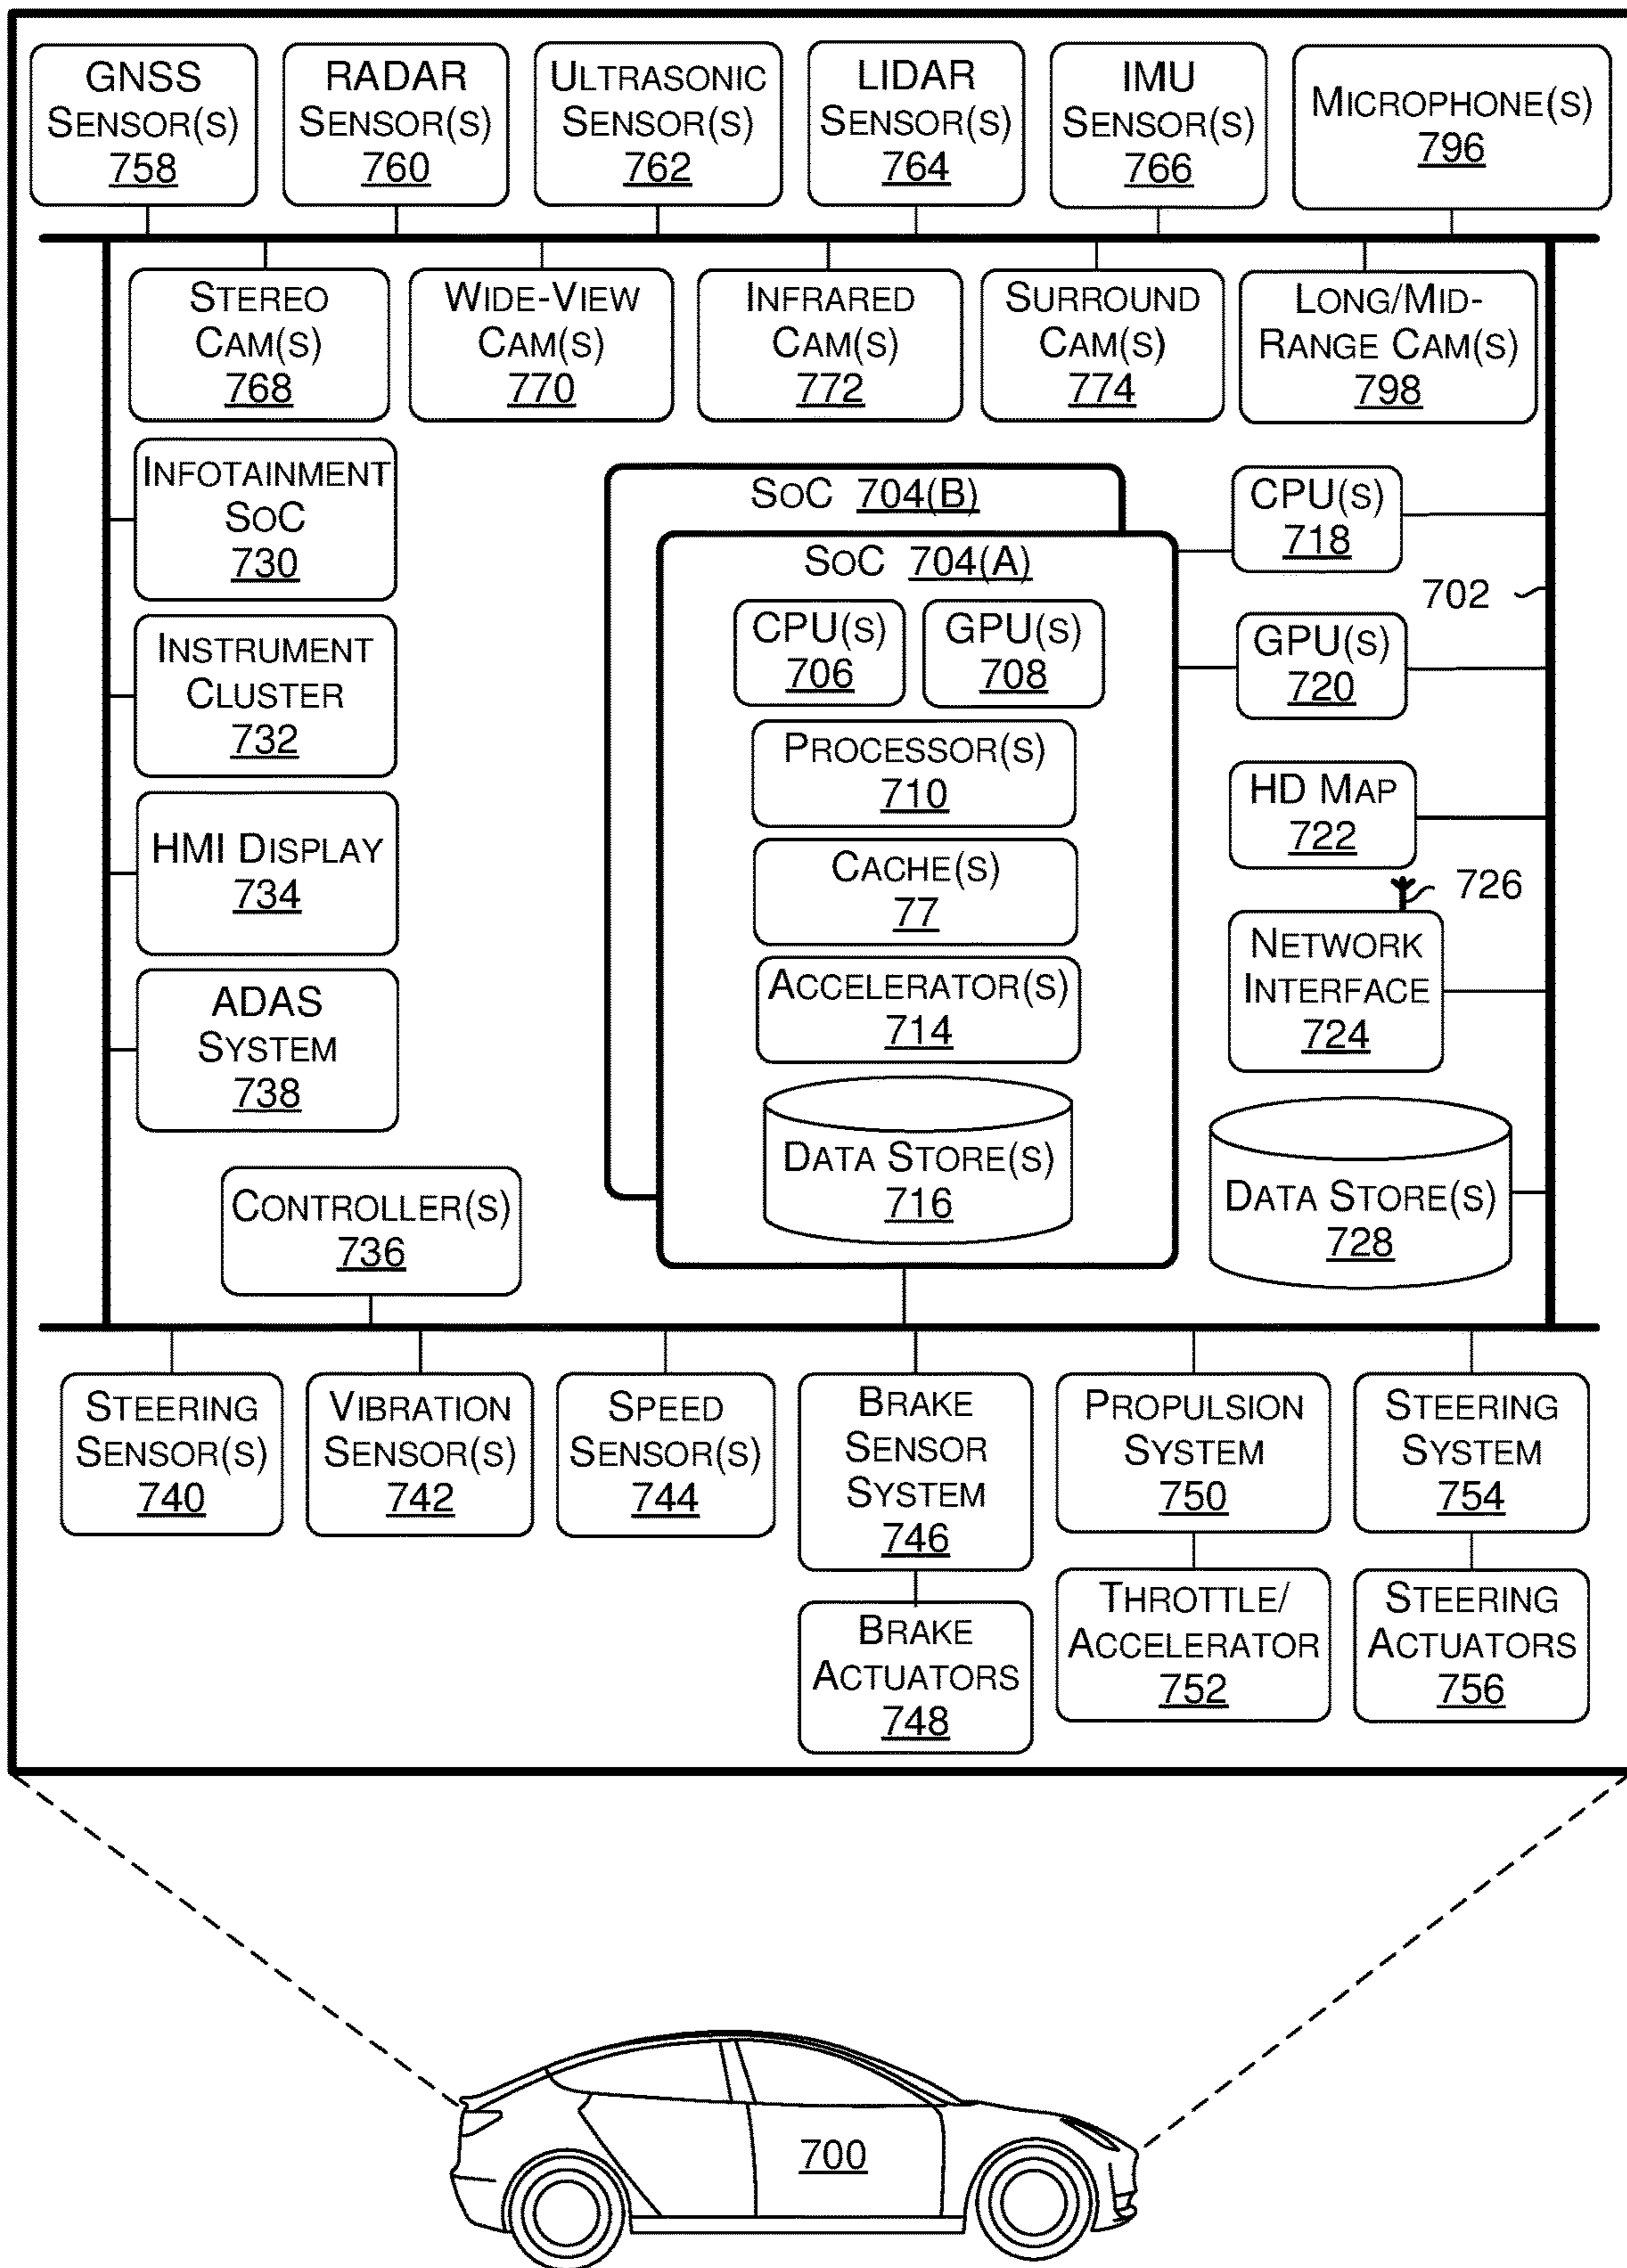 GNSS
SENSOR(S)
758
RADAR
SENSOR(S)
760
ULTRASONIC
SENSOR(S)
762
LIDAR
SENSOR(S)
764
IMU
SENSOR(S)
766
MICROPHONE(S)
796
STEREO
CAM(S)
768
WIDE-VIEW
CAM(S)
770
INFRARED
CAM(S)
772
SURROUND
CAM(S)
774
LONG/MID-
RANGE CAM(S)
798
INFOTAINMENT
SOC
730
INSTRUMENT
CLUSTER
732
HMI DISPLAY
734
ADAS
SYSTEM
738
CONTROLLER(S)
736
SOC 704(B)
SOC 704(A)
CPU(S)
706
GPU(S)
708
PROCESSOR(S)
710
CACHE(S)
77
ACCELERATOR(S)
714
DATA STORE(S)
716
CPU(S)
718
702
GPU(S)
720
HD MAP
722
726
NETWORK
INTERFACE
724
DATA STORE(S)
728
STEERING
SENSOR(S)
740
VIBRATION
SENSOR(S)
742
SPEED
SENSOR(S)
744
BRAKE
SENSOR
SYSTEM
746
BRAKE
ACTUATORS
748
PROPULSION
SYSTEM
750
THROTTLE/
ACCELERATOR
752
STEERING
SYSTEM
754
STEERING
ACTUATORS
756
700